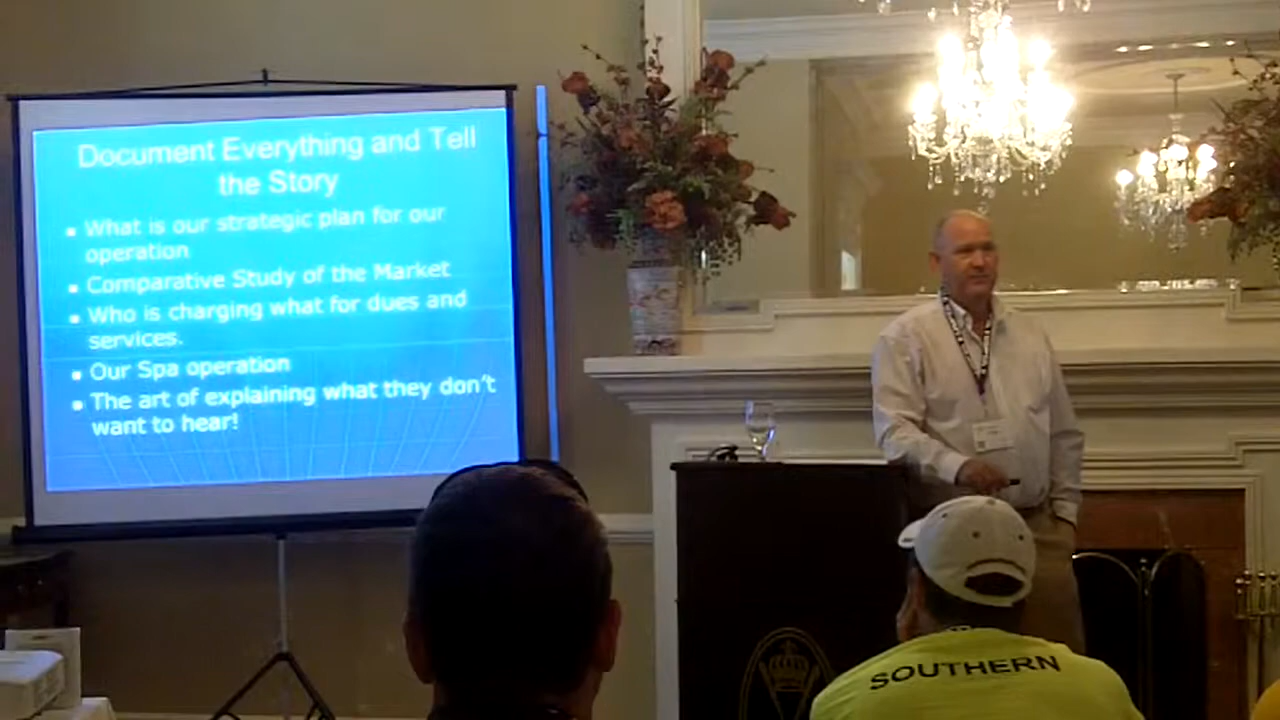 Document Everything and Tell
the Story
What is our strategic plan for our
operation
Comparative Study of the Market
Who is charging what for dues and
services.
Our Spa operation
The art of explaining what they don't
want to hear!
SOUTHERN